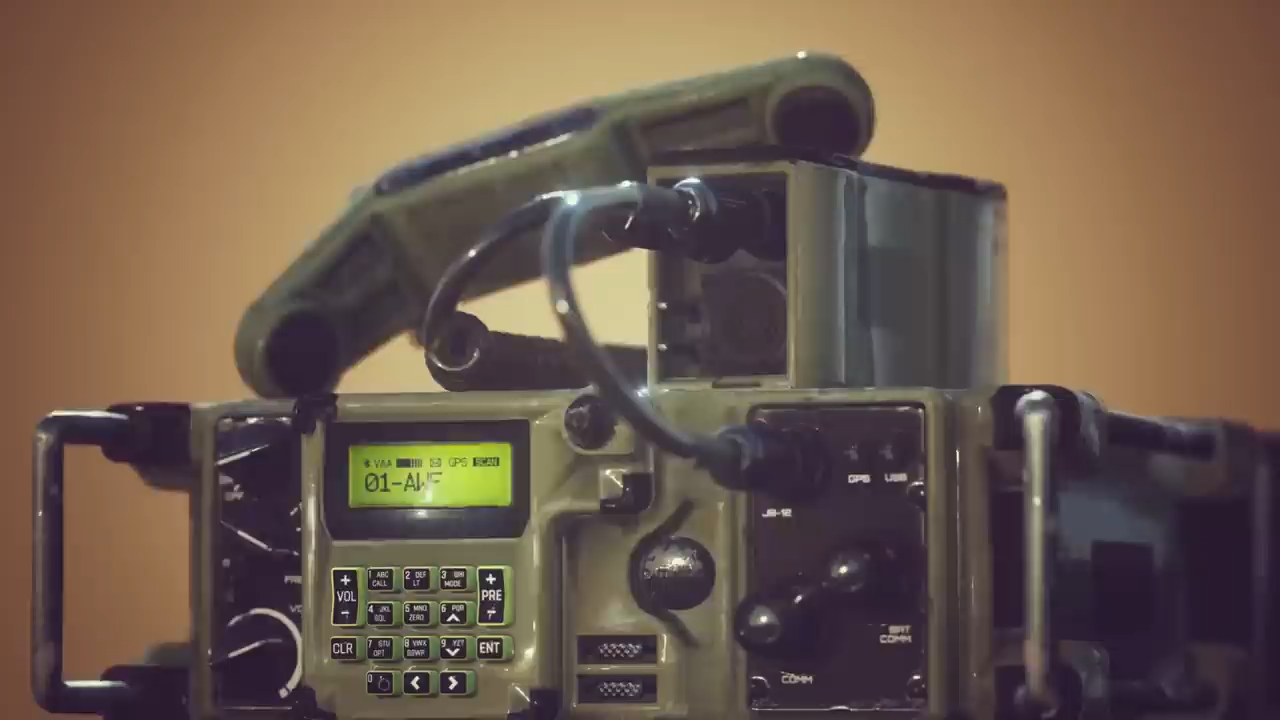 VAA GPS SCAN
01-AWF
GPS USB
J8-12
OFF
+ VOL -
1 ABC CALL
2 DEF LT
3 GHI MODE
+ PRE -
4 JKL SQL
5 MNO ZERO
6 PQR
CLR
7 STU OPT
8 VWX
9 YZ
ENT
0
COMM
COMM